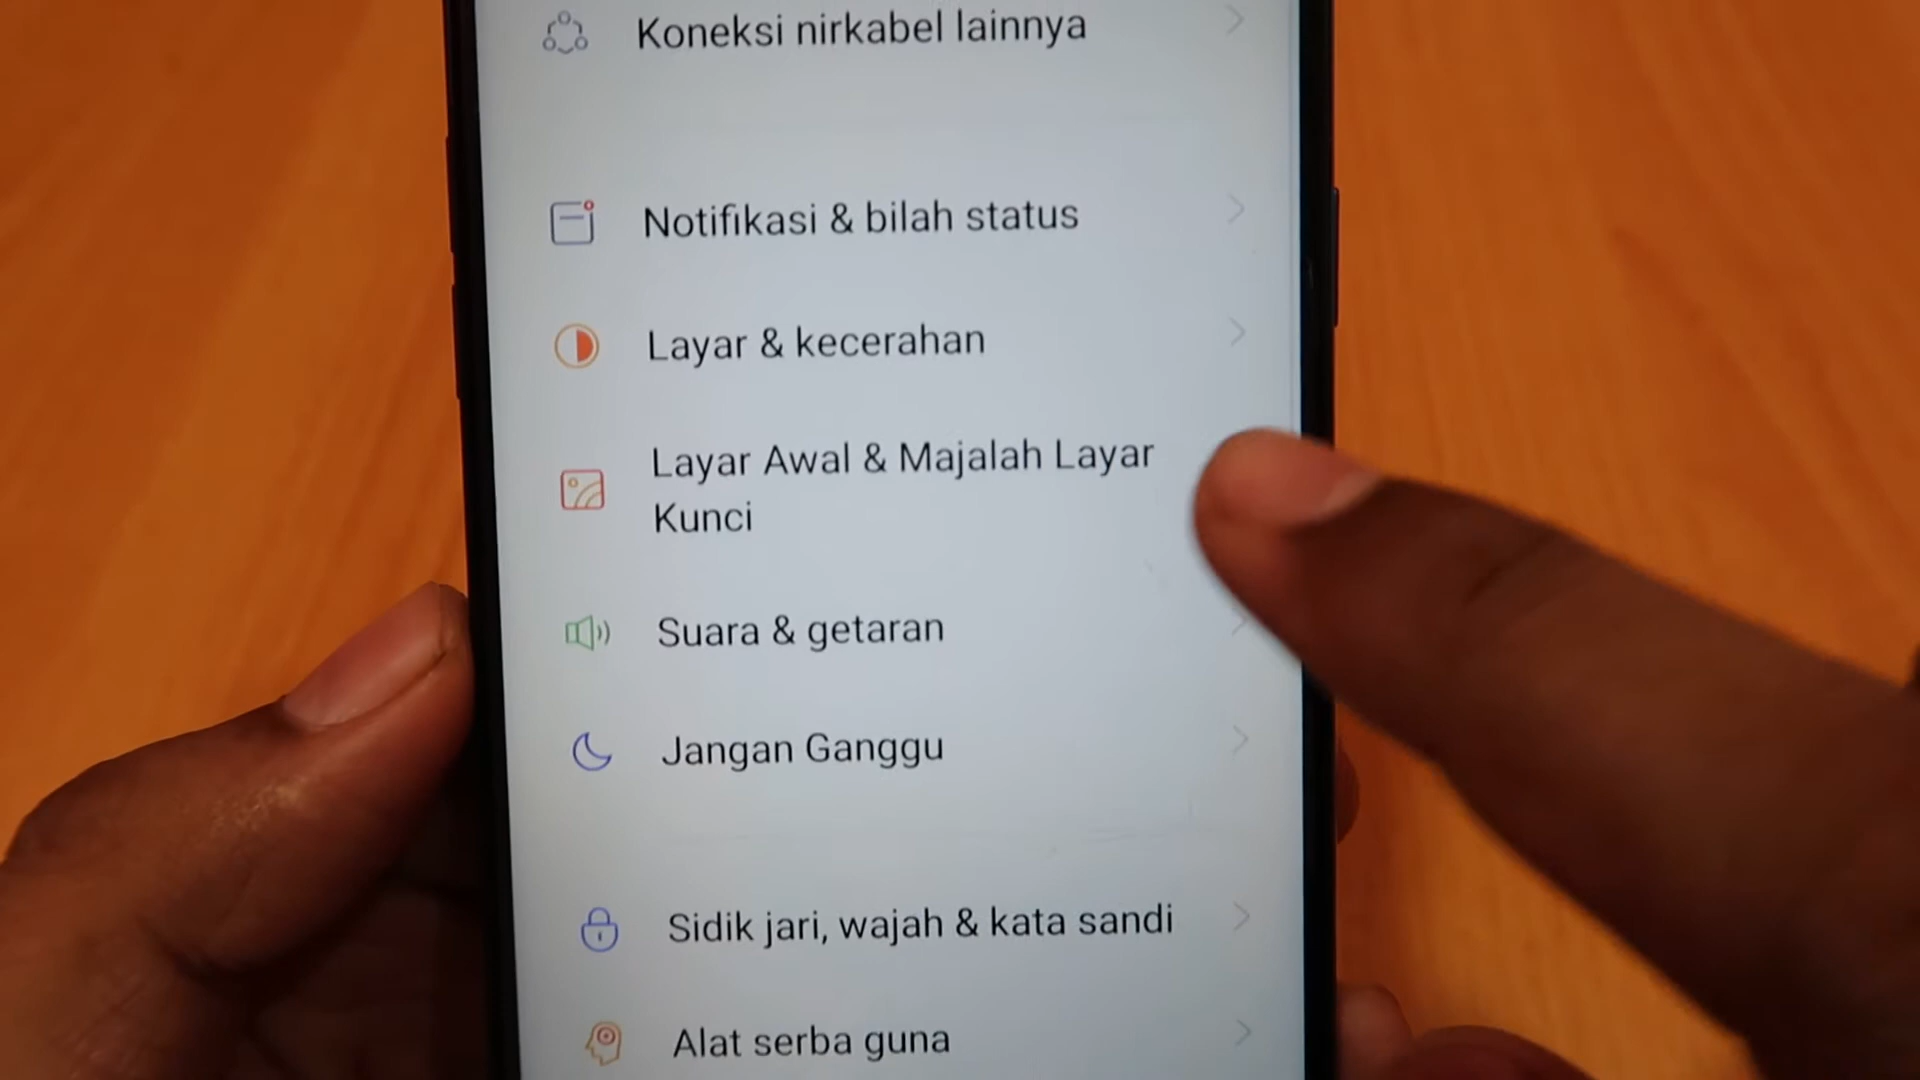 Koneksi nirkabel lainnya
Notifikasi & bilah status
Layar & kecerahan
Layar Awal & Majalah Layar
Kunci
Suara & getaran
Jangan Ganggu
Sidik jari, wajah & kata sandi
Alat serba guna